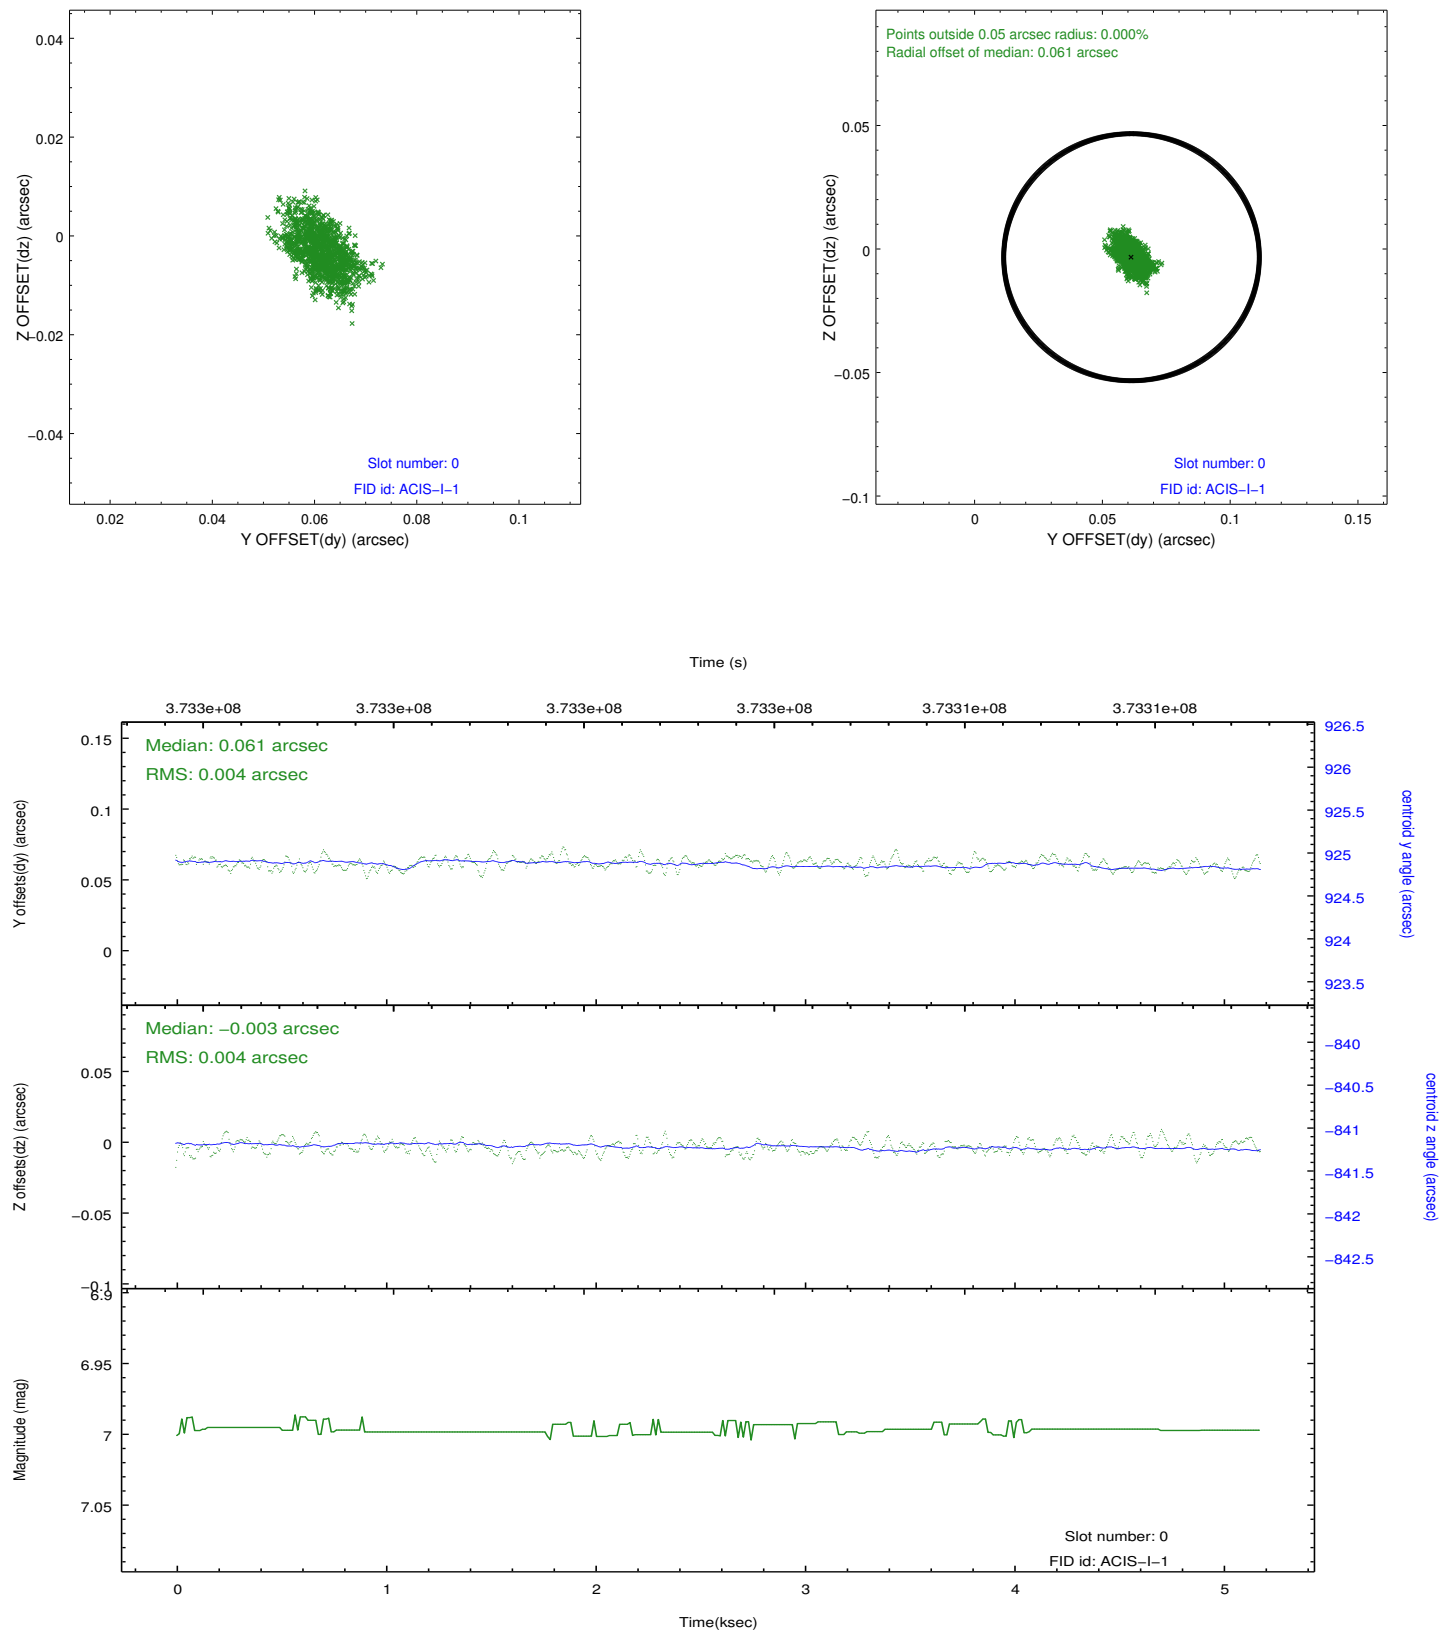 0.04
0.02
0
−0.02
−0.04
Z OFFSET(dz) (arcsec)
Slot number: 0
FID id: ACIS−I−1
0.02 0.04 0.06 0.08 0.1
Y OFFSET(dy) (arcsec)
Points outside 0.05 arcsec radius: 0.000%
Radial offset of median: 0.061 arcsec
0.05
0
−0.05
−0.1
Z OFFSET(dz) (arcsec)
Slot number: 0
FID id: ACIS−I−1
0 0.05 0.1 0.15
Y OFFSET(dy) (arcsec)
Time (s)
3.733e+08 3.733e+08 3.733e+08 3.733e+08 3.7331e+08 3.7331e+08
Median: 0.061 arcsec
RMS: 0.004 arcsec
0.15
0.1
0.05
0
Y offsets(dy) (arcsec)
926.5
926
925.5
925
924.5
924
923.5
centroid y angle (arcsec)
Median: −0.003 arcsec
RMS: 0.004 arcsec
0.05
0
−0.05
−0.1
Z offsets(dz) (arcsec)
−840
−840.5
−841
−841.5
−842
−842.5
centroid z angle (arcsec)
6.9
6.95
7
7.05
Magnitude (mag)
Slot number: 0
FID id: ACIS−I−1
0 1 2 3 4 5
Time(ksec)